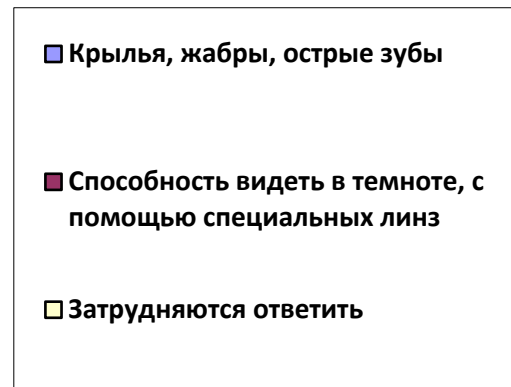 Крылья, жабры, острые зубы
Способность видеть в темноте, с
помощью специальных линз
Затрудняются ответить